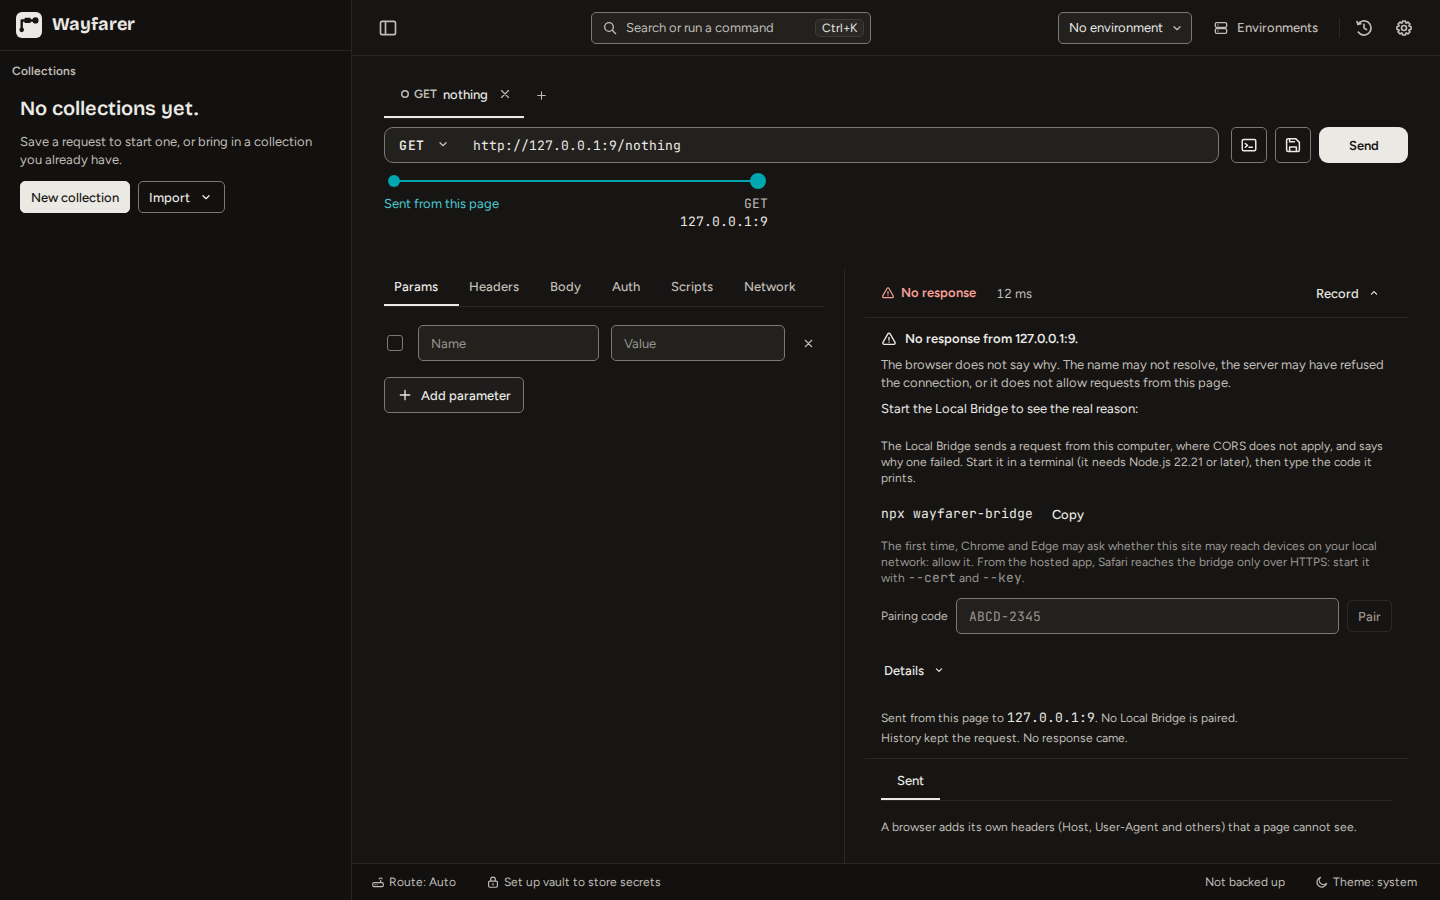 Wayfarer
Search or run a command
Ctrl+K
No environment
Environments
Collections
No collections yet.
Save a request to start one, or bring in a collection
you already have.
New collection
Import
GET nothing
GET
http://127.0.0.1:9/nothing
Send
Sent from this page
GET
127.0.0.1:9
Params
Headers
Body
Auth
Scripts
Network
Name
Value
Add parameter
No response
12 ms
Record
No response from 127.0.0.1:9.
The browser does not say why. The name may not resolve, the server may have refused
the connection, or it does not allow requests from this page.
Start the Local Bridge to see the real reason:
The Local Bridge sends a request from this computer, where CORS does not apply, and says
why one failed. Start it in a terminal (it needs Node.js 22.21 or later), then type the code it
prints.
npx wayfarer-bridge
Copy
The first time, Chrome and Edge may ask whether this site may reach devices on your local
network: allow it. From the hosted app, Safari reaches the bridge only over HTTPS: start it
with --cert and --key.
Pairing code
ABCD-2345
Pair
Details
Sent from this page to 127.0.0.1:9. No Local Bridge is paired.
History kept the request. No response came.
Sent
A browser adds its own headers (Host, User-Agent and others) that a page cannot see.
Route: Auto
Set up vault to store secrets
Not backed up
Theme: system